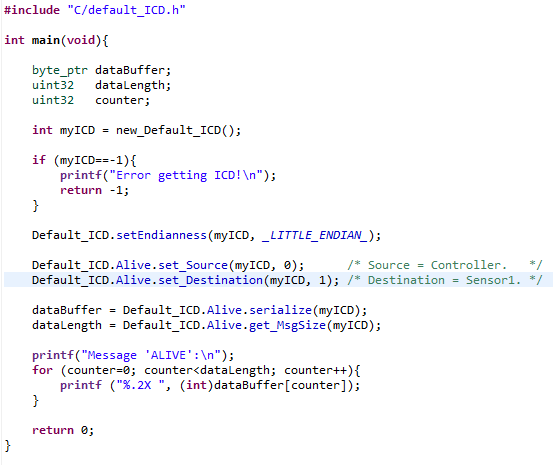 #include "C/default_ICD.h"

int main(void){

    byte_ptr dataBuffer;
    uint32   dataLength;
    uint32   counter;

    int myICD = new_Default_ICD();

    if (myICD==-1){
        printf("Error getting ICD!\n");
        return -1;
    }

    Default_ICD.setEndianness(myICD, _LITTLE_ENDIAN_);

    Default_ICD.Alive.set_Source(myICD, 0);      /* Source = Controller.   */
    Default_ICD.Alive.set_Destination(myICD, 1); /* Destination = Sensor1. */

    dataBuffer = Default_ICD.Alive.serialize(myICD);
    dataLength = Default_ICD.Alive.get_MsgSize(myICD);

    printf("Message 'ALIVE':\n");
    for (counter=0; counter<dataLength; counter++){
        printf ("%.2X ", (int)dataBuffer[counter]);
    }

    return 0;
}